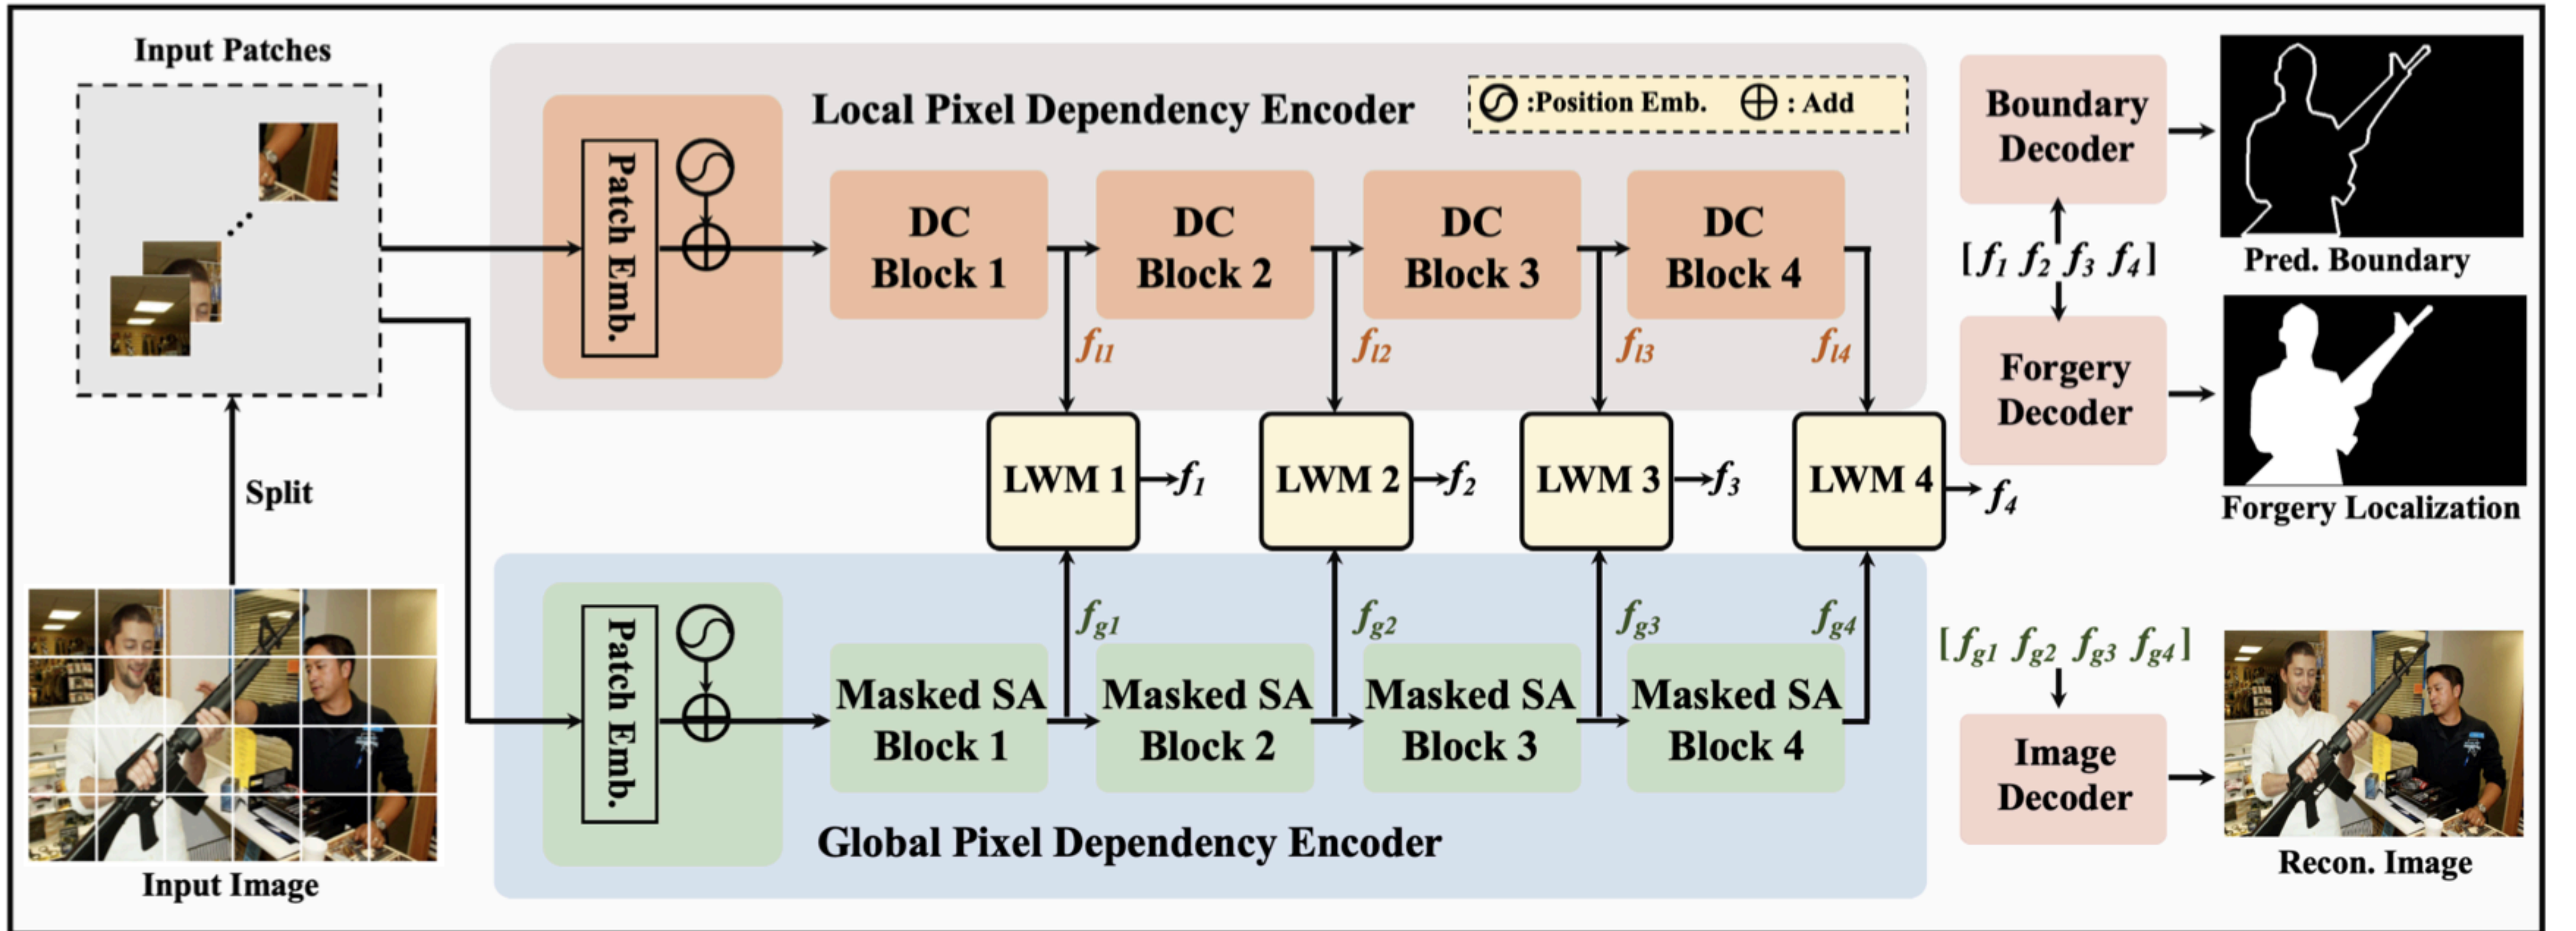 Input Patches
Split
Input Image
Local Pixel Dependency Encoder
:Position Emb.
: Add
Patch Emb.
DC
Block 1
DC
Block 2
DC
Block 3
DC
Block 4
fl1
fl2
fl3
fl4
LWM 1
f1
LWM 2
f2
LWM 3
f3
LWM 4
f4
fg1
fg2
fg3
fg4
Patch Emb.
Masked SA
Block 1
Masked SA
Block 2
Masked SA
Block 3
Masked SA
Block 4
Global Pixel Dependency Encoder
Boundary
Decoder
Pred. Boundary
[f1 f2 f3 f4]
Forgery
Decoder
Forgery Localization
[fg1 fg2 fg3 fg4]
Image
Decoder
Recon. Image